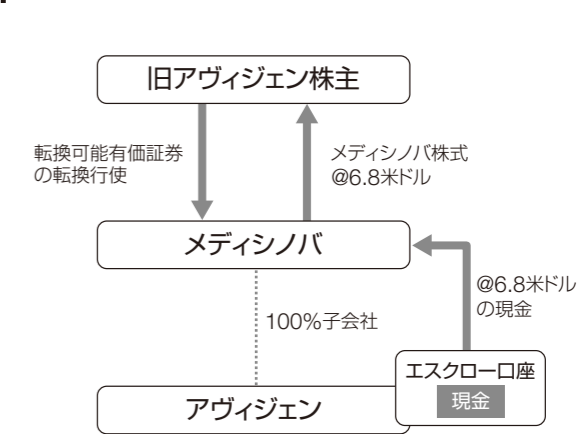 旧アヴィジェン株主
転換可能有価証券
の転換行使
メディシノバ株式
@6.8米ドル
メディシノバ
@6.8米ドル
の現金
100%子会社
エスクロー口座
現金
アヴィジェン